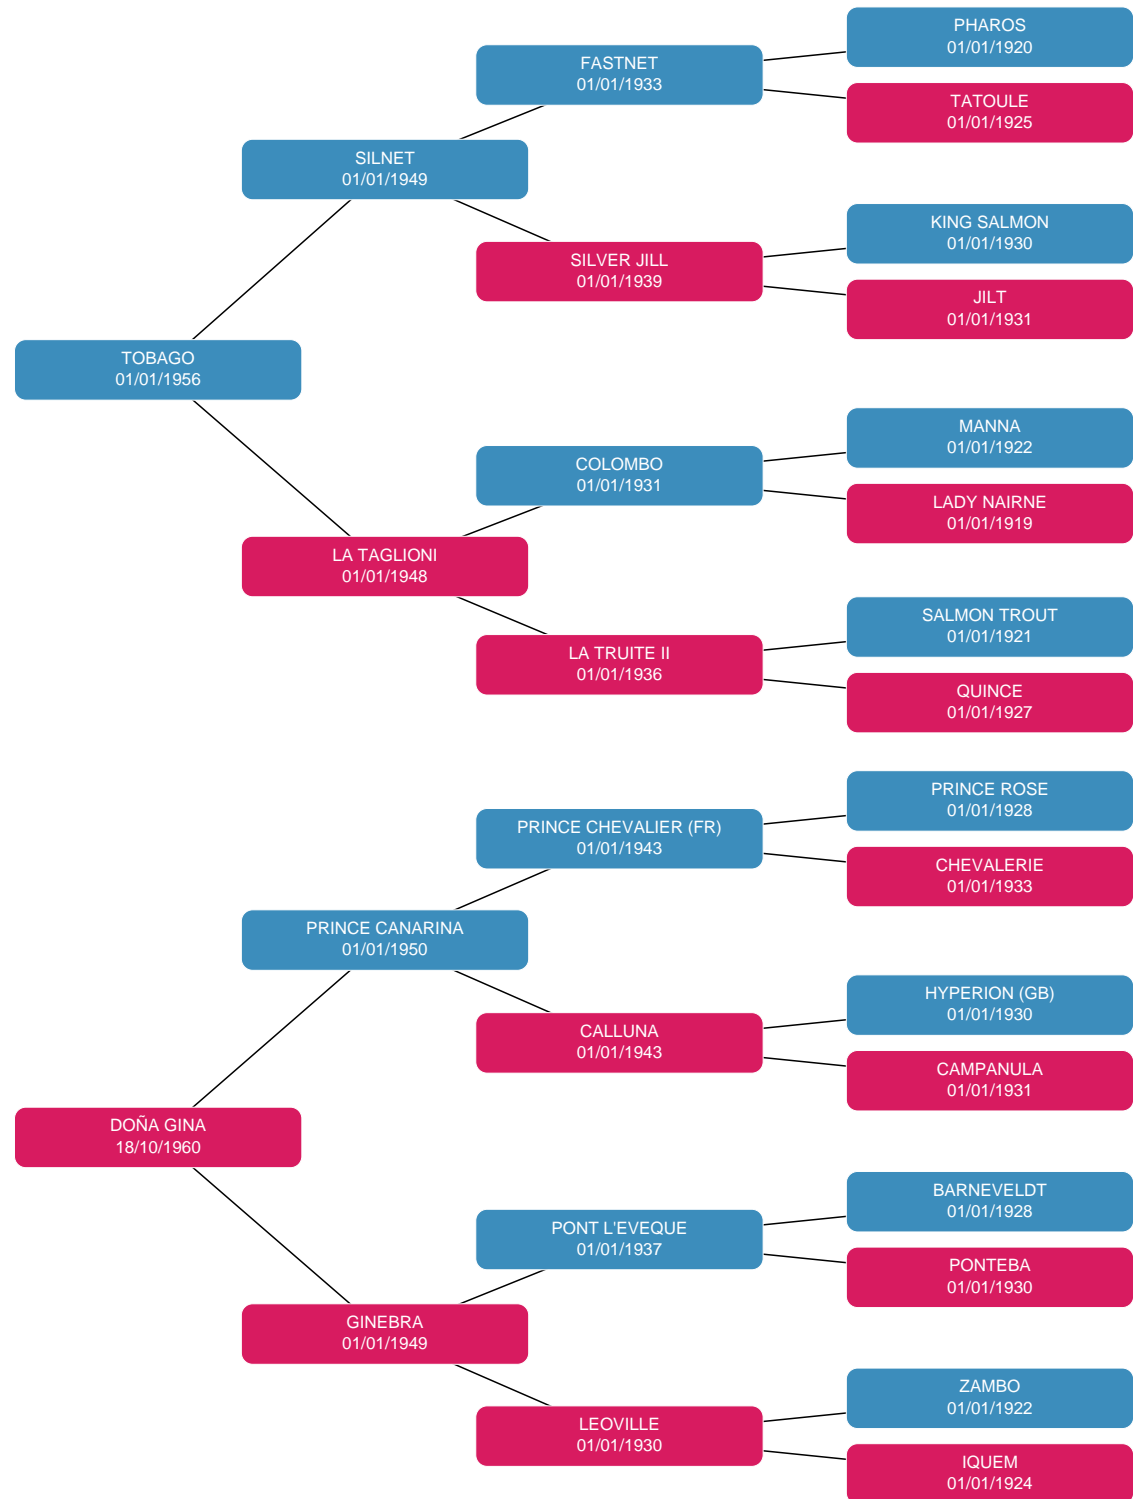 PHAROS
01/01/1920
FASTNET
01/01/1933
TATOULE
01/01/1925
SILNET
01/01/1949
KING SALMON
01/01/1930
SILVER JILL
01/01/1939
JILT
01/01/1931
TOBAGO
01/01/1956
MANNA
01/01/1922
COLOMBO
01/01/1931
LADY NAIRNE
01/01/1919
LA TAGLIONI
01/01/1948
SALMON TROUT
01/01/1921
LA TRUITE II
01/01/1936
QUINCE
01/01/1927
PRINCE ROSE
01/01/1928
PRINCE CHEVALIER (FR)
01/01/1943
CHEVALERIE
01/01/1933
PRINCE CANARINA
01/01/1950
HYPERION (GB)
01/01/1930
CALLUNA
01/01/1943
CAMPANULA
01/01/1931
DOÑA GINA
18/10/1960
BARNEVELDT
01/01/1928
PONT L'EVEQUE
01/01/1937
PONTEBA
01/01/1930
GINEBRA
01/01/1949
ZAMBO
01/01/1922
LEOVILLE
01/01/1930
IQUEM
01/01/1924